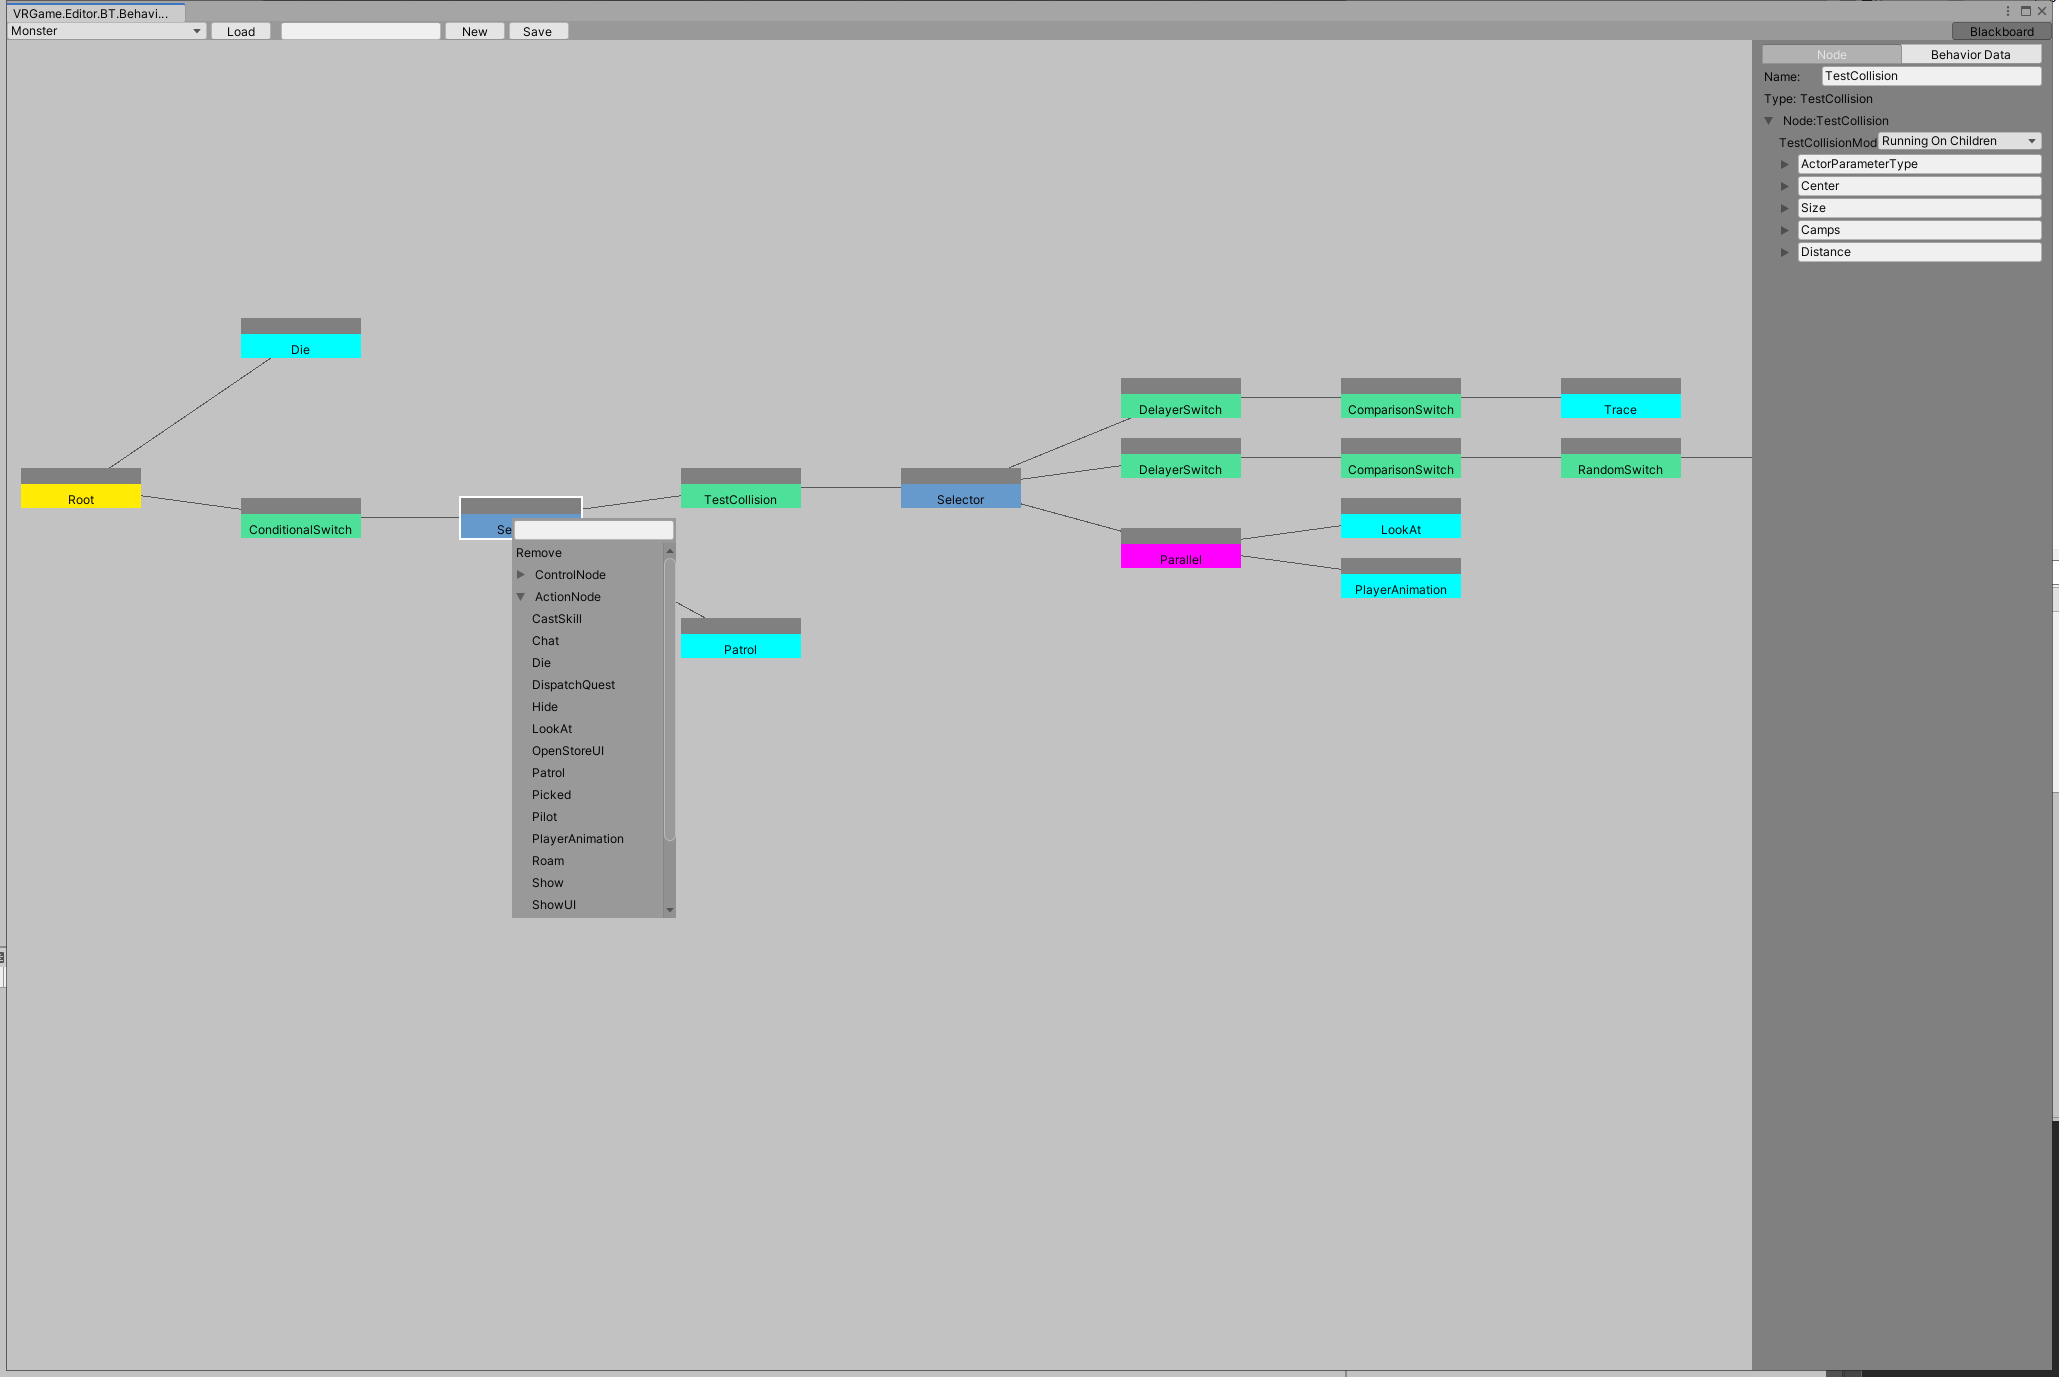 VRGame.Editor.BT.Behavi...
Monster Load New Save Blackboard
Node Behavior Data
Name: TestCollision
Type: TestCollision
Node:TestCollision
TestCollisionMod Running On Children
ActorParameterType
Center
Size
Camps
Distance
Die
DelayerSwitch ComparisonSwitch Trace
DelayerSwitch ComparisonSwitch RandomSwitch
Root TestCollision Selector
ConditionalSwitch Se LookAt
Parallel
PlayerAnimation
Patrol
Remove
ControlNode
ActionNode
CastSkill
Chat
Die
DispatchQuest
Hide
LookAt
OpenStoreUI
Patrol
Picked
Pilot
PlayerAnimation
Roam
Show
ShowUI